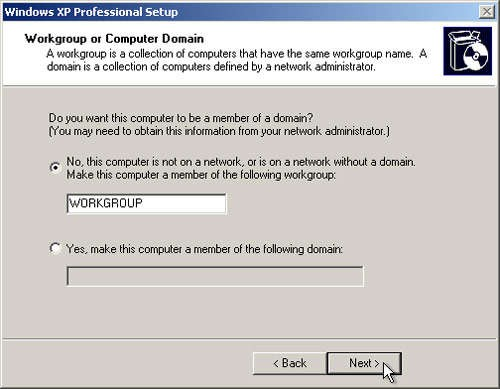 Windows XP Professional Setup
Workgroup or Computer Domain
A workgroup is a collection of computers that have the same workgroup name. A
domain is a collection of computers defined by a network administrator.
Do you want this computer to be a member of a domain?
(You may need to obtain this information from your network administrator.)
No, this computer is not on a network, or is on a network without a domain.
Make this computer a member of the following workgroup:
WORKGROUP
Yes, make this computer a member of the following domain:
< Back
Next >